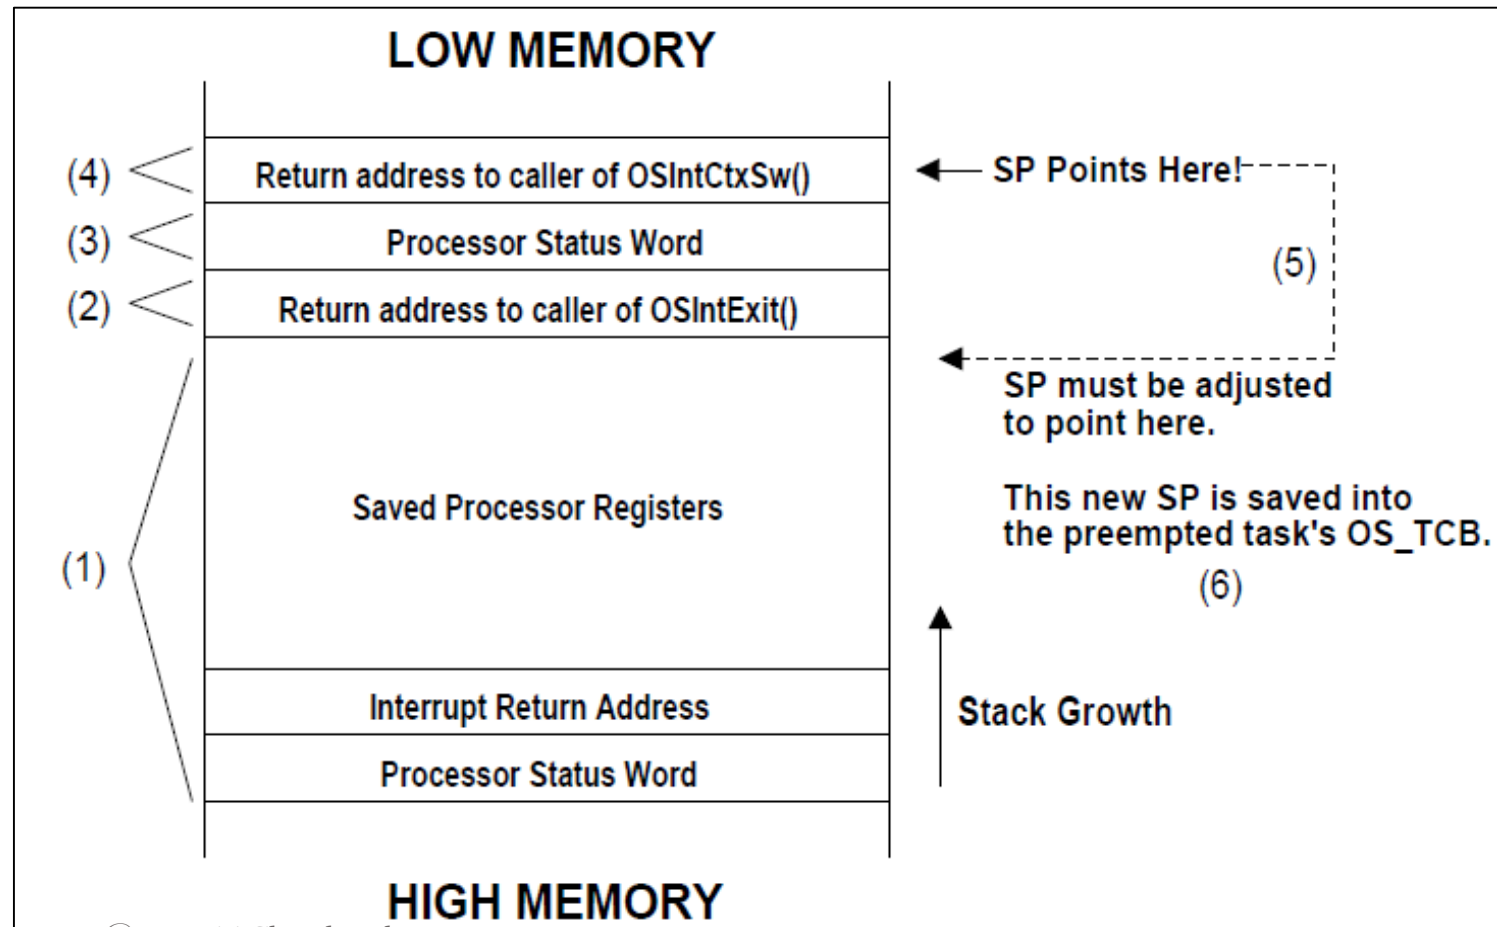 LOW MEMORY
(4)
Return address to caller of OSIntCtxSw()
SP Points Here!
(3)
Processor Status Word
(5)
(2)
Return address to caller of OSIntExit()
SP must be adjusted
to point here.
Saved Processor Registers
This new SP is saved into
the preempted task's OS_TCB.
(1)
(6)
Interrupt Return Address
Stack Growth
Processor Status Word
HIGH MEMORY